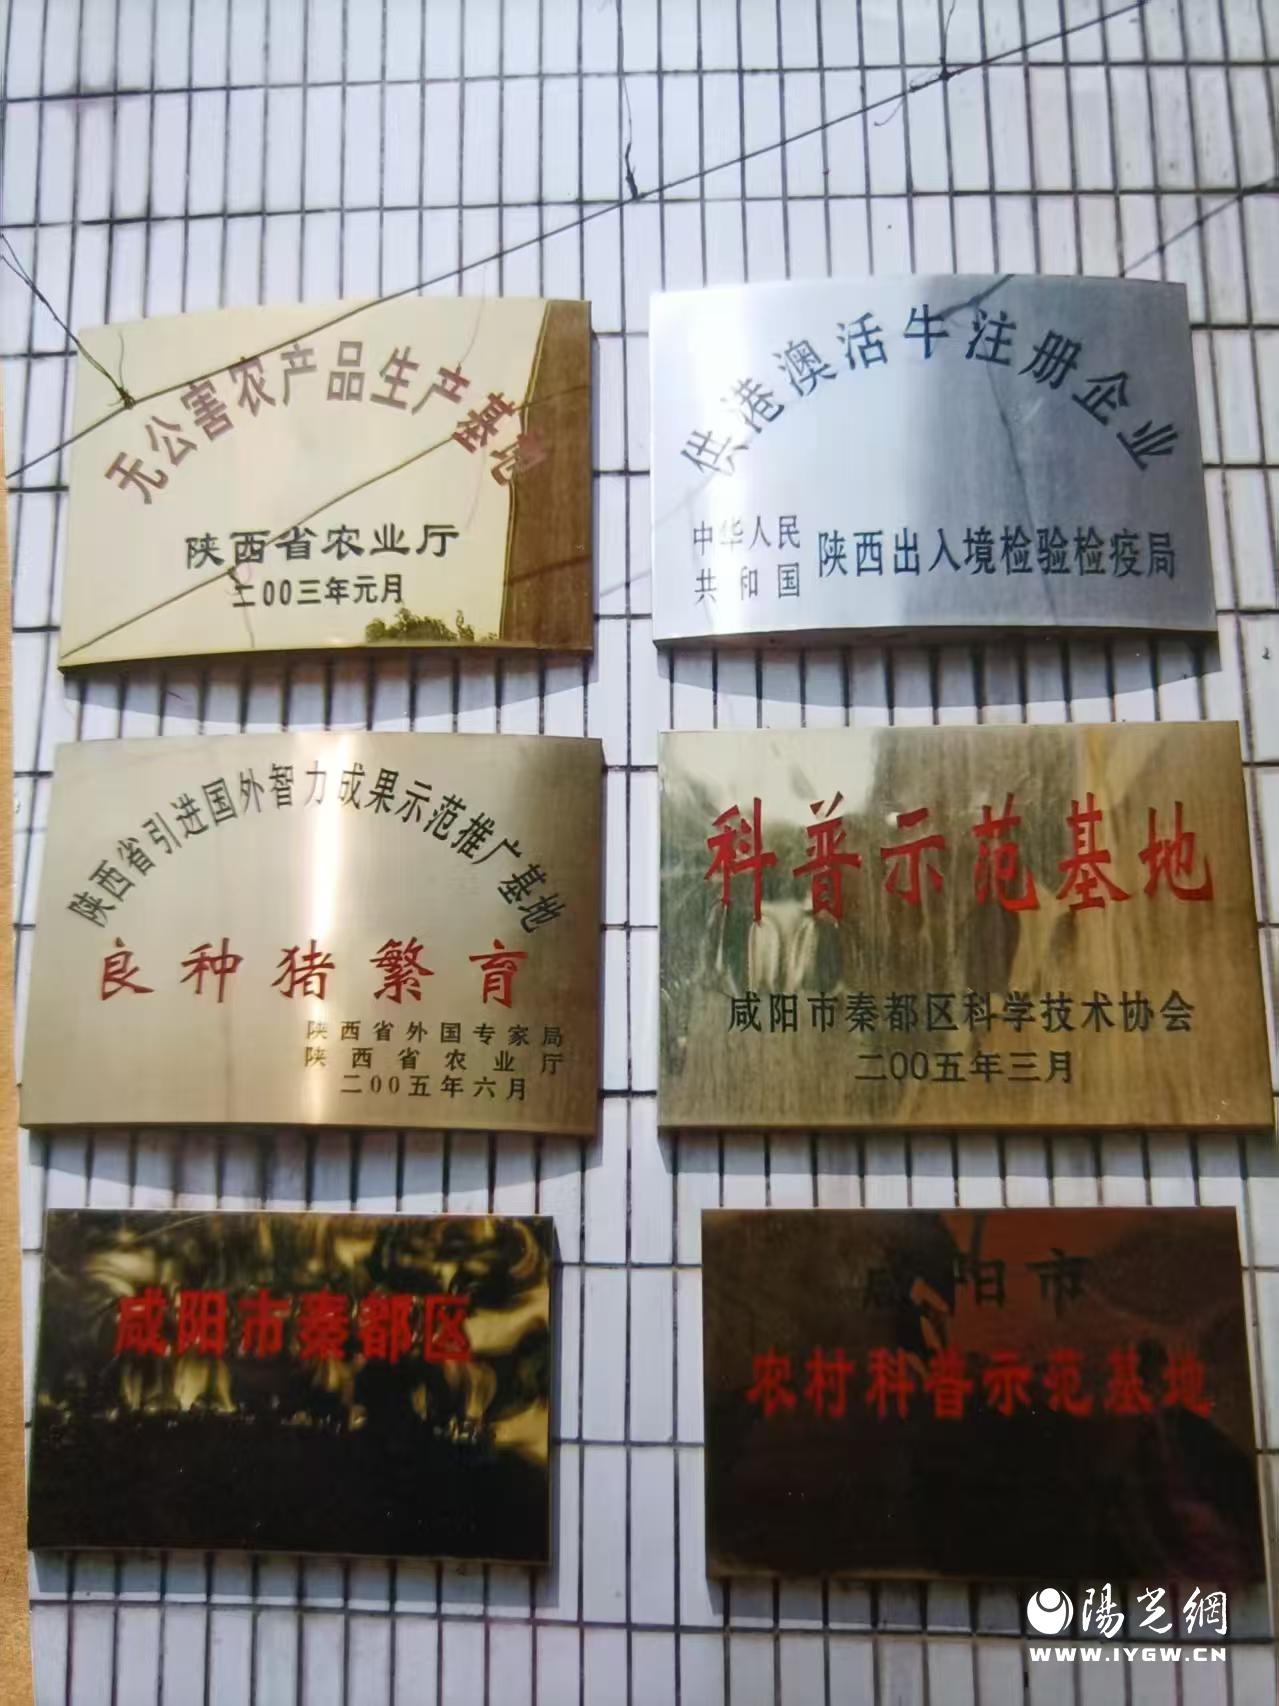 无公害农产品生产基地
陕西省农业厅
二00三年元月
供港澳活牛注册企业
中华人民
共和国
陕西出入境检验检疫局
陕西省引进国外智力成果示范推广基地
良种猪繁育
陕西省外国专家局
陕西省农业厅
二00五年六月
科普示范基地
咸阳市秦都区科学技术协会
二00五年三月
咸阳市秦都区
咸阳市
农村科普示范基地
陽光網
WWW.IYGW.CN